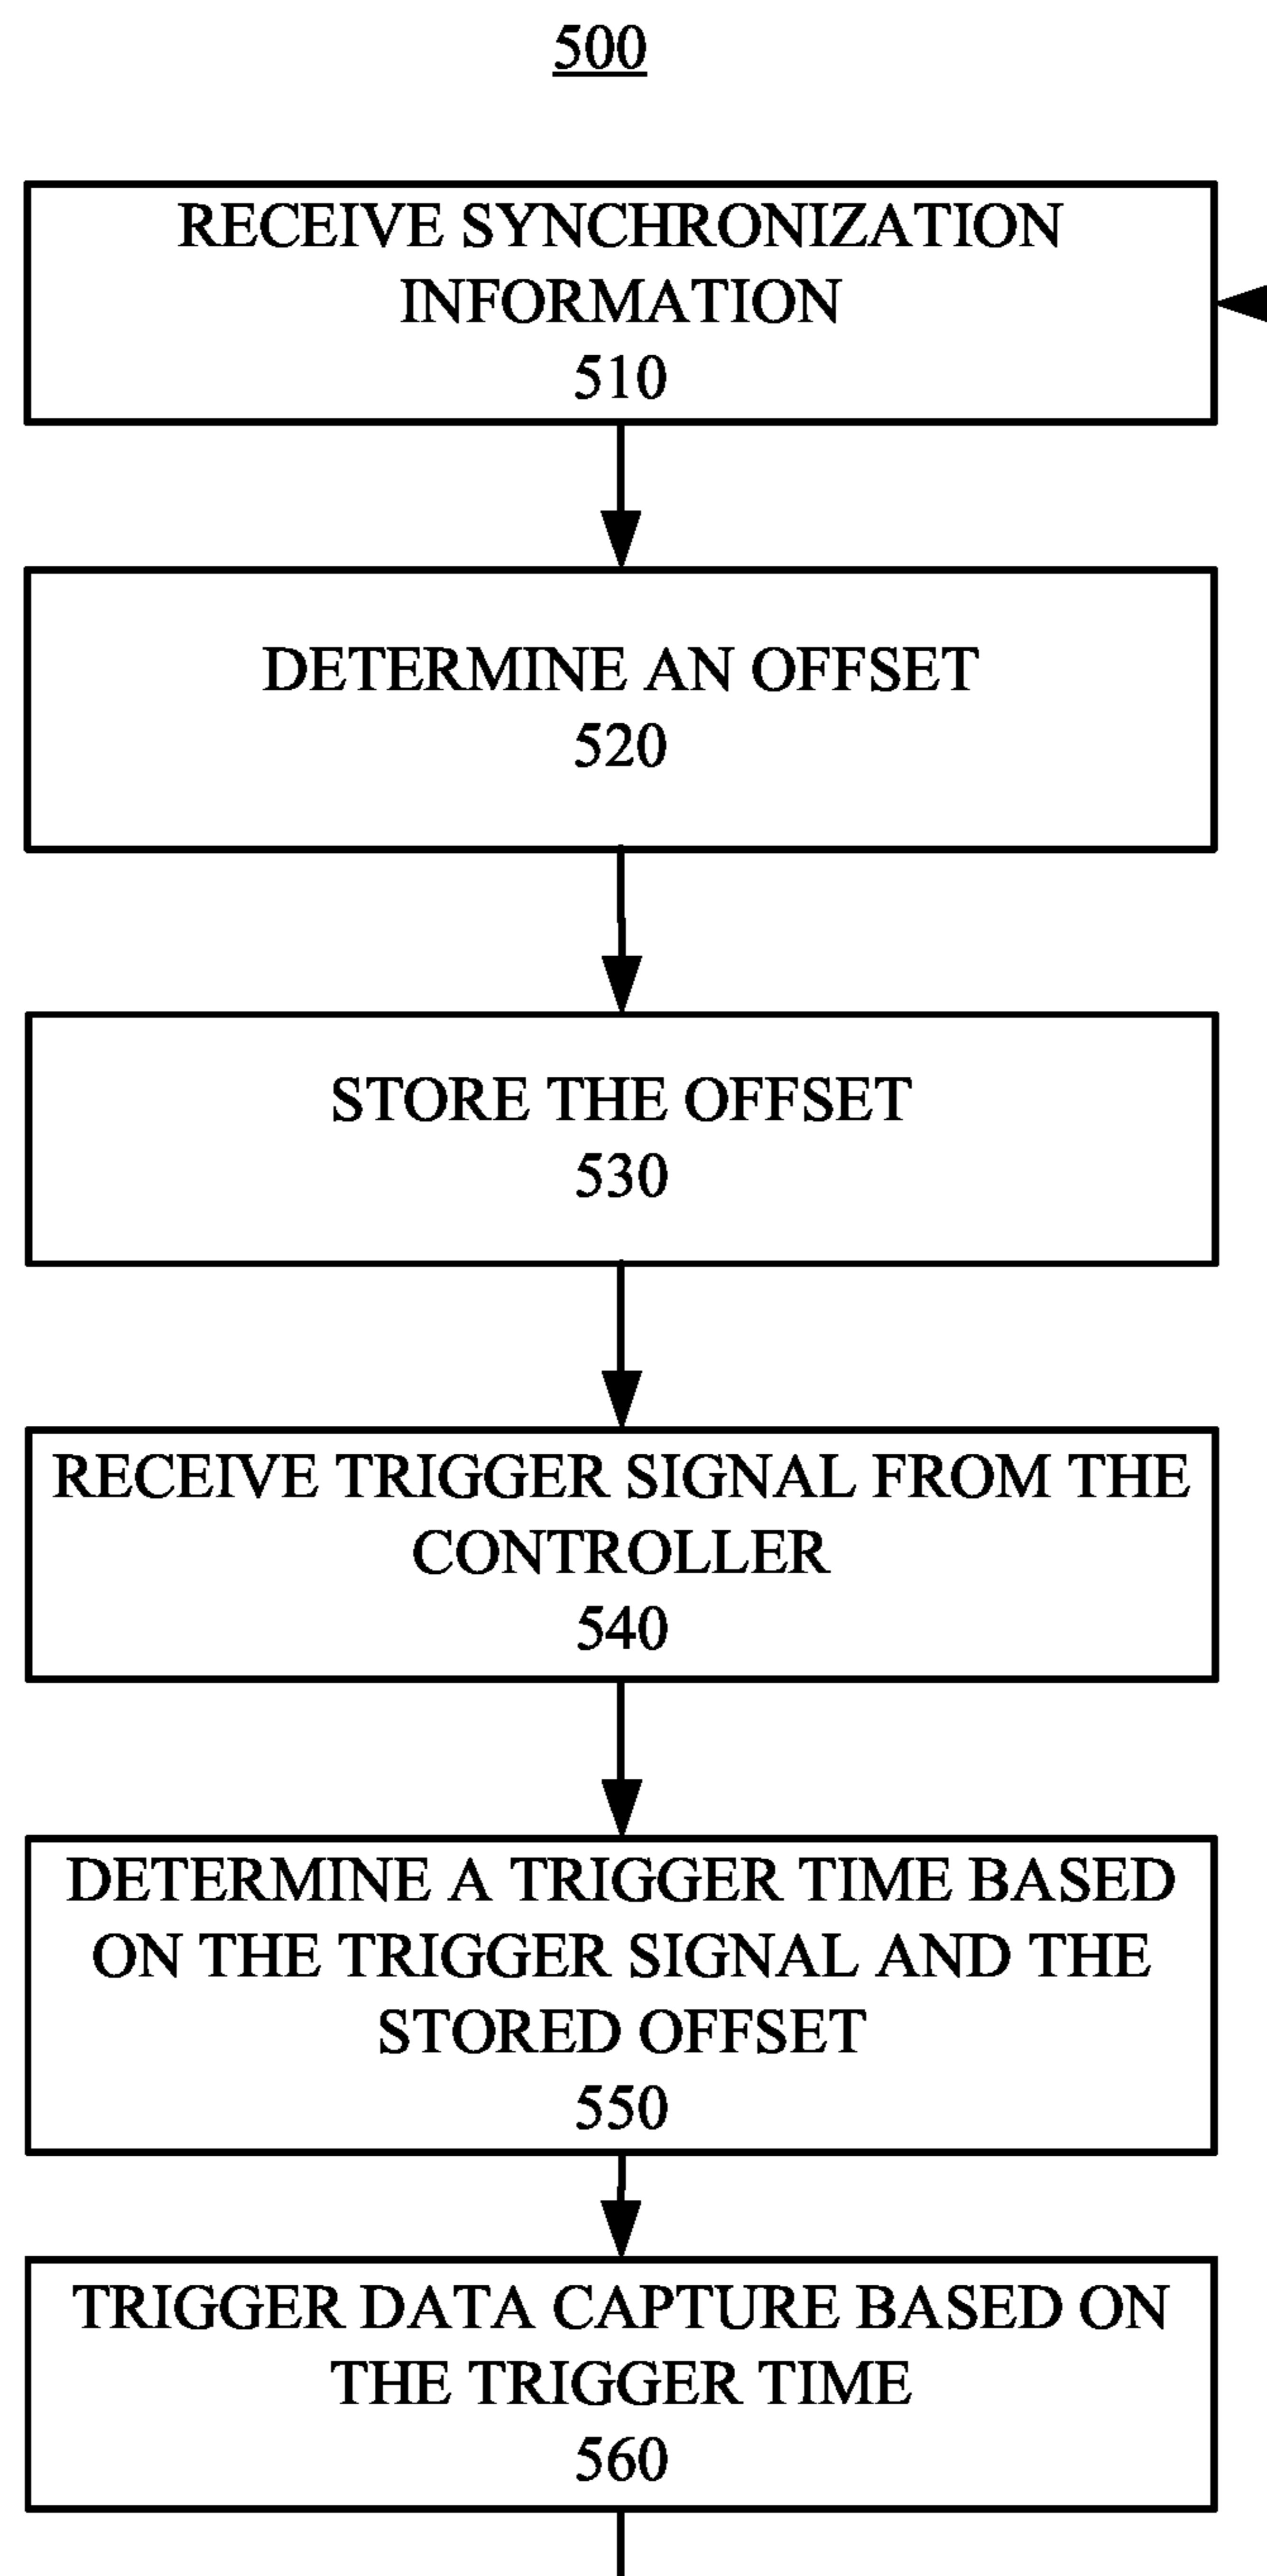 500
RECEIVE SYNCHRONIZATION
INFORMATION
510
DETERMINE AN OFFSET
520
STORE THE OFFSET
530
RECEIVE TRIGGER SIGNAL FROM THE
CONTROLLER
540
DETERMINE A TRIGGER TIME BASED
ON THE TRIGGER SIGNAL AND THE
STORED OFFSET
550
TRIGGER DATA CAPTURE BASED ON
THE TRIGGER TIME
560